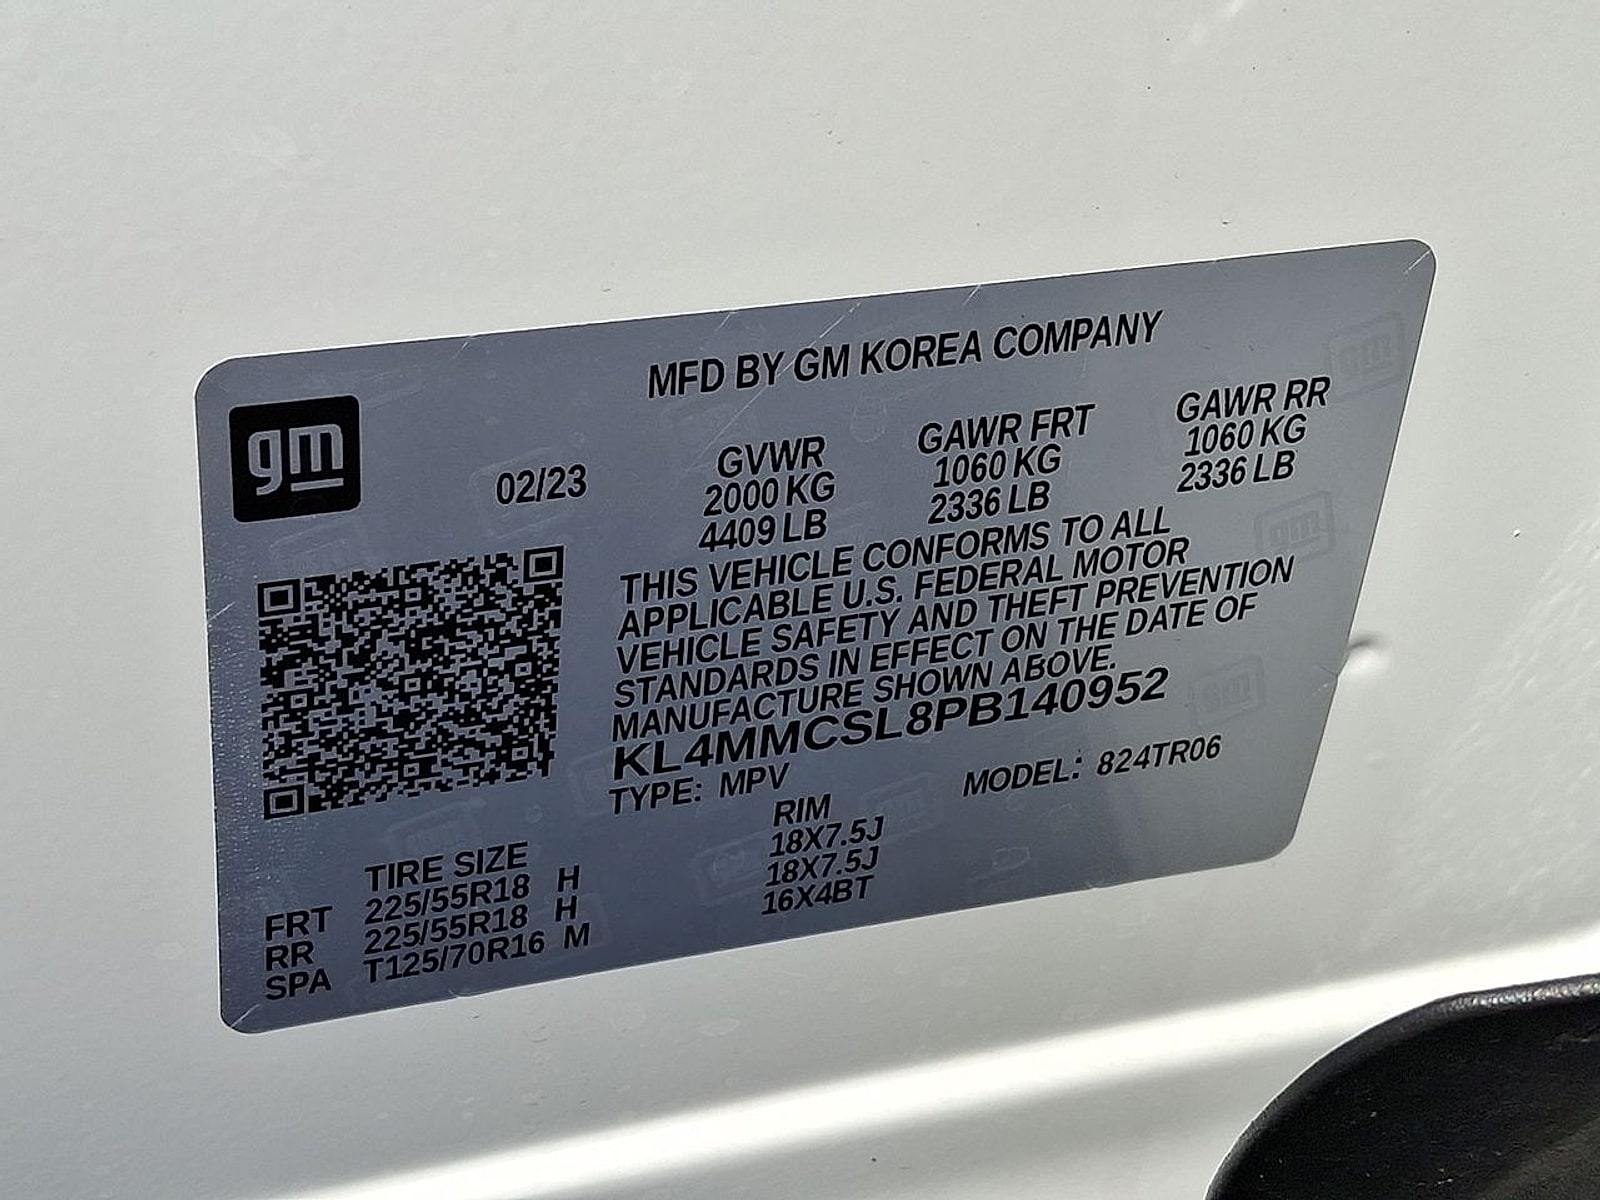 MFD BY GM KOREA COMPANY
gm
02/23
GVWR GAWR FRT GAWR RR
2000 KG 1060 KG 1060 KG
4409 LB 2336 LB 2336 LB
THIS VEHICLE CONFORMS TO ALL
APPLICABLE U.S. FEDERAL MOTOR
VEHICLE SAFETY AND THEFT PREVENTION
STANDARDS IN EFFECT ON THE DATE OF
MANUFACTURE SHOWN ABOVE.
KL4MMCSL8PB140952
TYPE: MPV MODEL: 824TR06
TIRE SIZE RIM
FRT 225/55R18 H 18X7.5J
RR 225/55R18 H 18X7.5J
SPA T125/70R16 M 16X4BT